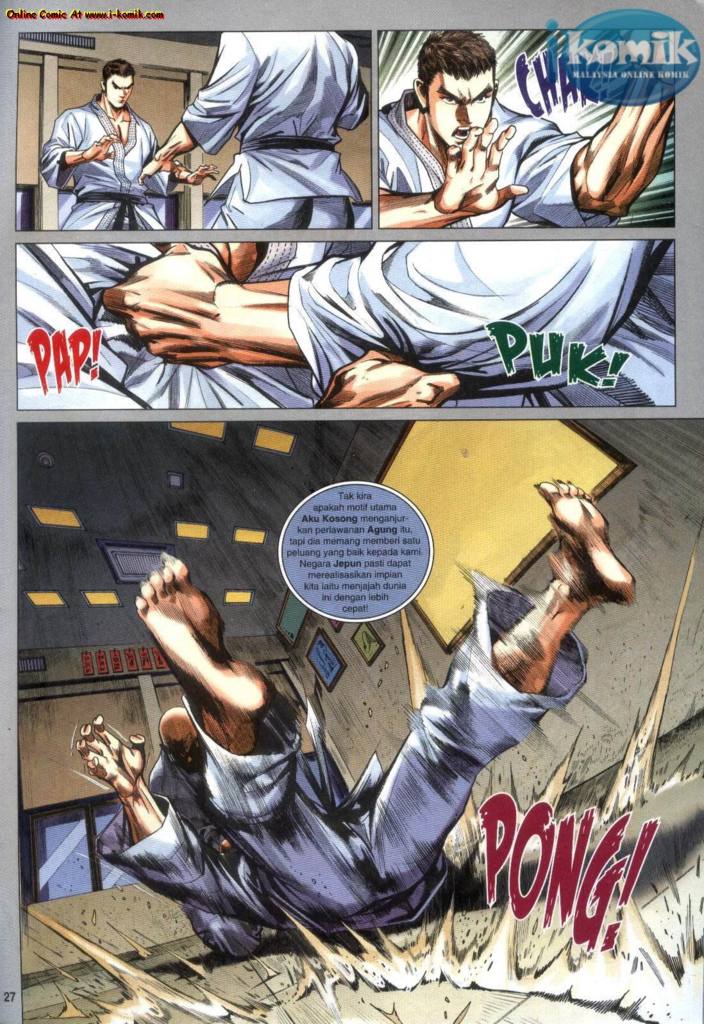 Online Comic At www.i-komik.com
ikomik
MALAYSIA ONLINE KOMIK
PAP!
PUK!
Tak kira
apakah motif utama
Aku Kosong menganjur-
kan perlawanan Agung itu,
tapi dia memang memberi satu
peluang yang baik kepada kami.
Negara Jepun pasti dapat
merealisasikan impian
kita iaitu menjajah dunia
ini dengan lebih
cepat!
PONG!
27